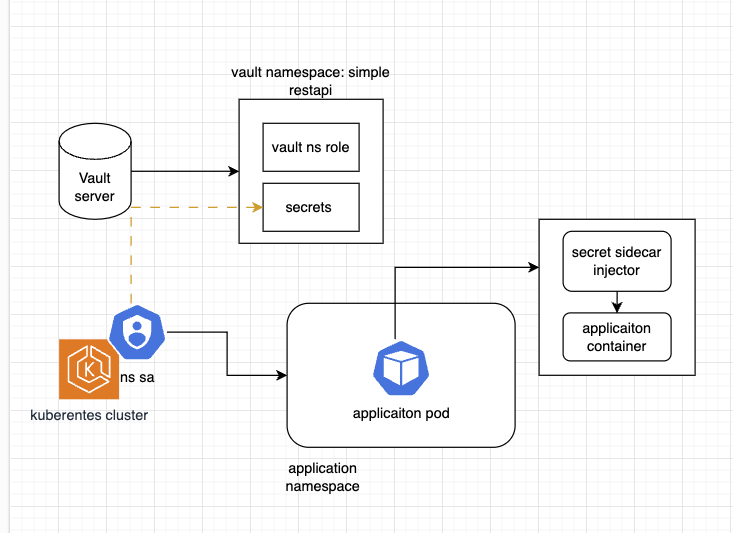 vault namespace: simple
restapi
vault ns role
Vault
server
secrets
secret sidecar
injector
applicaiton
container
K
ns sa
kuberentes cluster
applicaiton pod
application
namespace